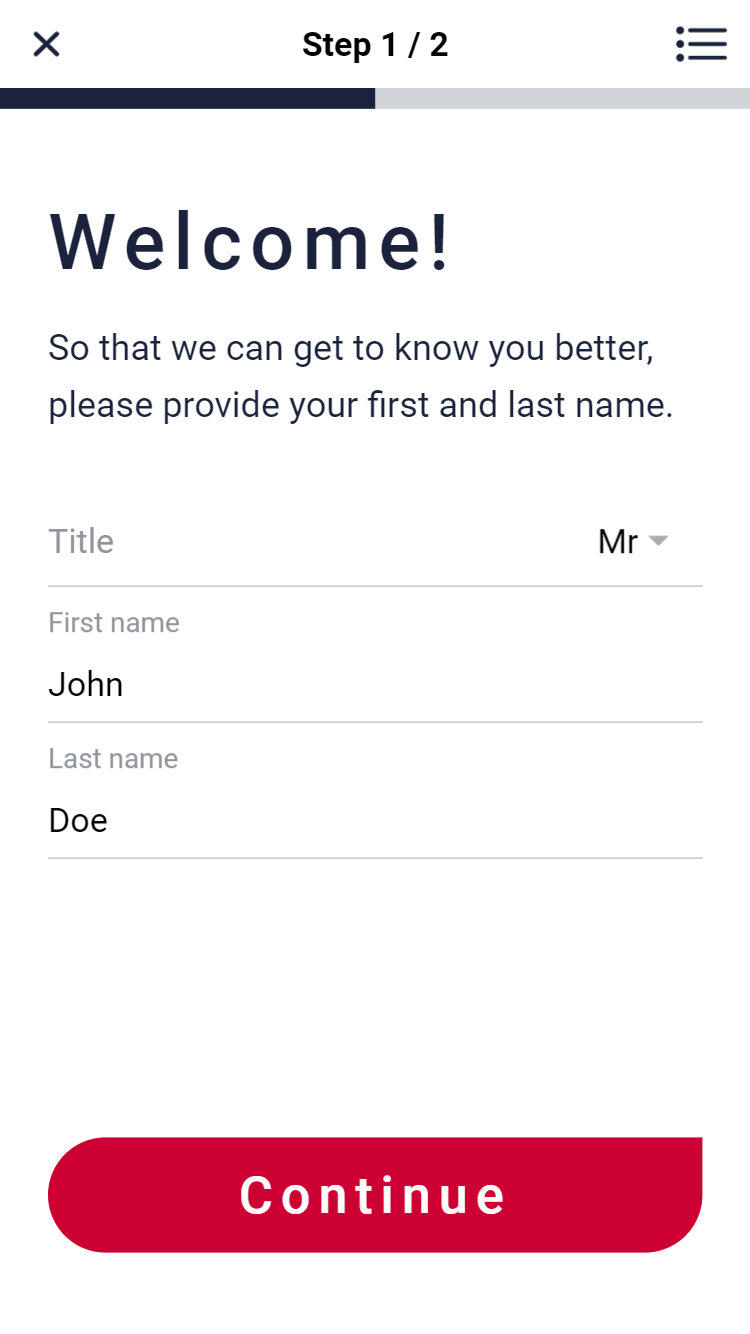 Step 1 / 2
Welcome!
So that we can get to know you better,
please provide your first and last name.
Title Mr
First name
John
Last name
Doe
Continue